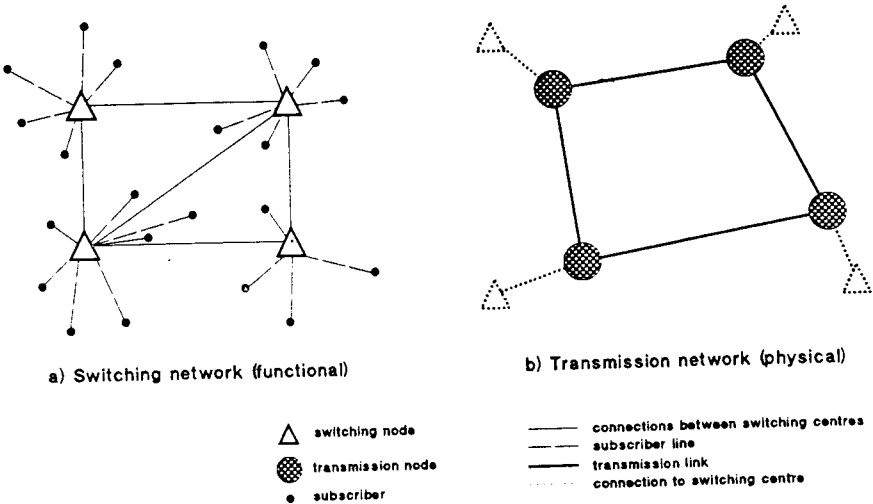 a) Switching network (functional)
b) Transmission network (physical)
switching node
transmission node
subscriber
connections between switching centres
subscriber line
transmission link
connection to switching centre